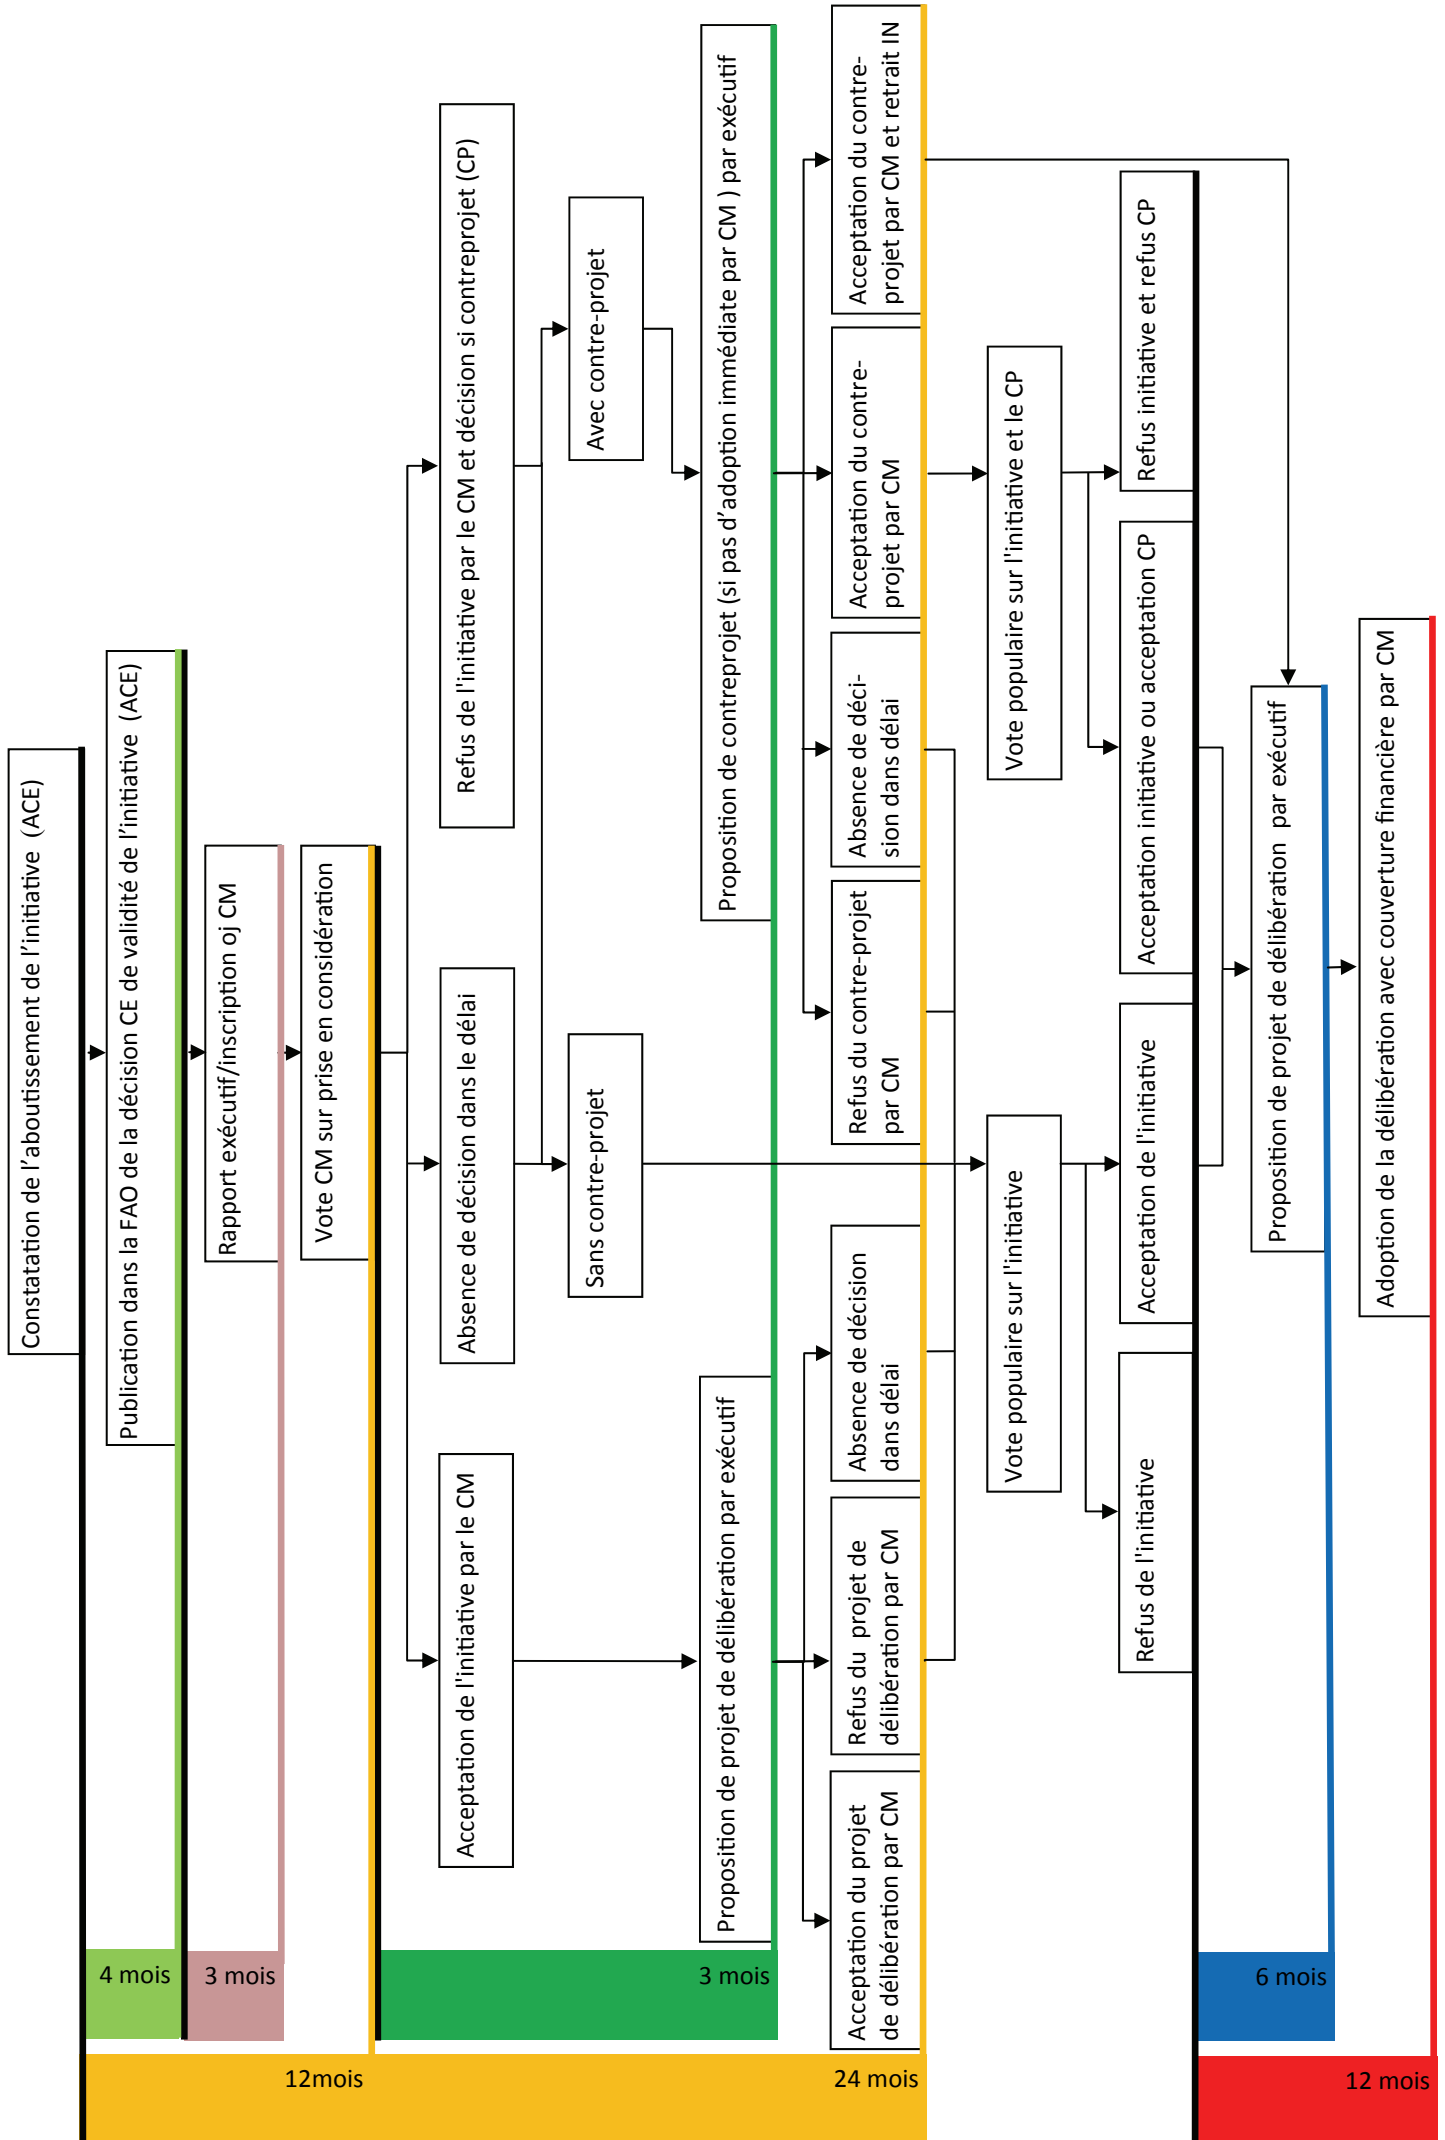 Constatation de l'aboutissement de l'initiative (ACE)
Publication dans la FAO de la décision CE de validité de l'initiative (ACE)
4 mois
Rapport exécutif/inscription oj CM
3 mois
Vote CM sur prise en considération
12mois
Acceptation de l'initiative par le CM
Absence de décision dans le délai
Refus de l'initiative par le CM et décision si contreprojet (CP)
Sans contre-projet
Avec contre-projet
Proposition de projet de délibération par exécutif
Proposition de contreprojet (si pas d'adoption immédiate par CM ) par exécutif
3 mois
Acceptation du projet
de délibération par CM
Refus du projet de
délibération par CM
Absence de décision
dans délai
Refus du contre-projet
par CM
Absence de déci-
sion dans délai
Acceptation du contre-
projet par CM
Acceptation du contre-
projet par CM et retrait IN
24 mois
Vote populaire sur l'initiative
Vote populaire sur l'initiative et le CP
Refus de l'initiative
Acceptation de l'initiative
Acceptation initiative ou acceptation CP
Refus initiative et refus CP
Proposition de projet de délibération par exécutif
6 mois
Adoption de la délibération avec couverture financière par CM
12 mois